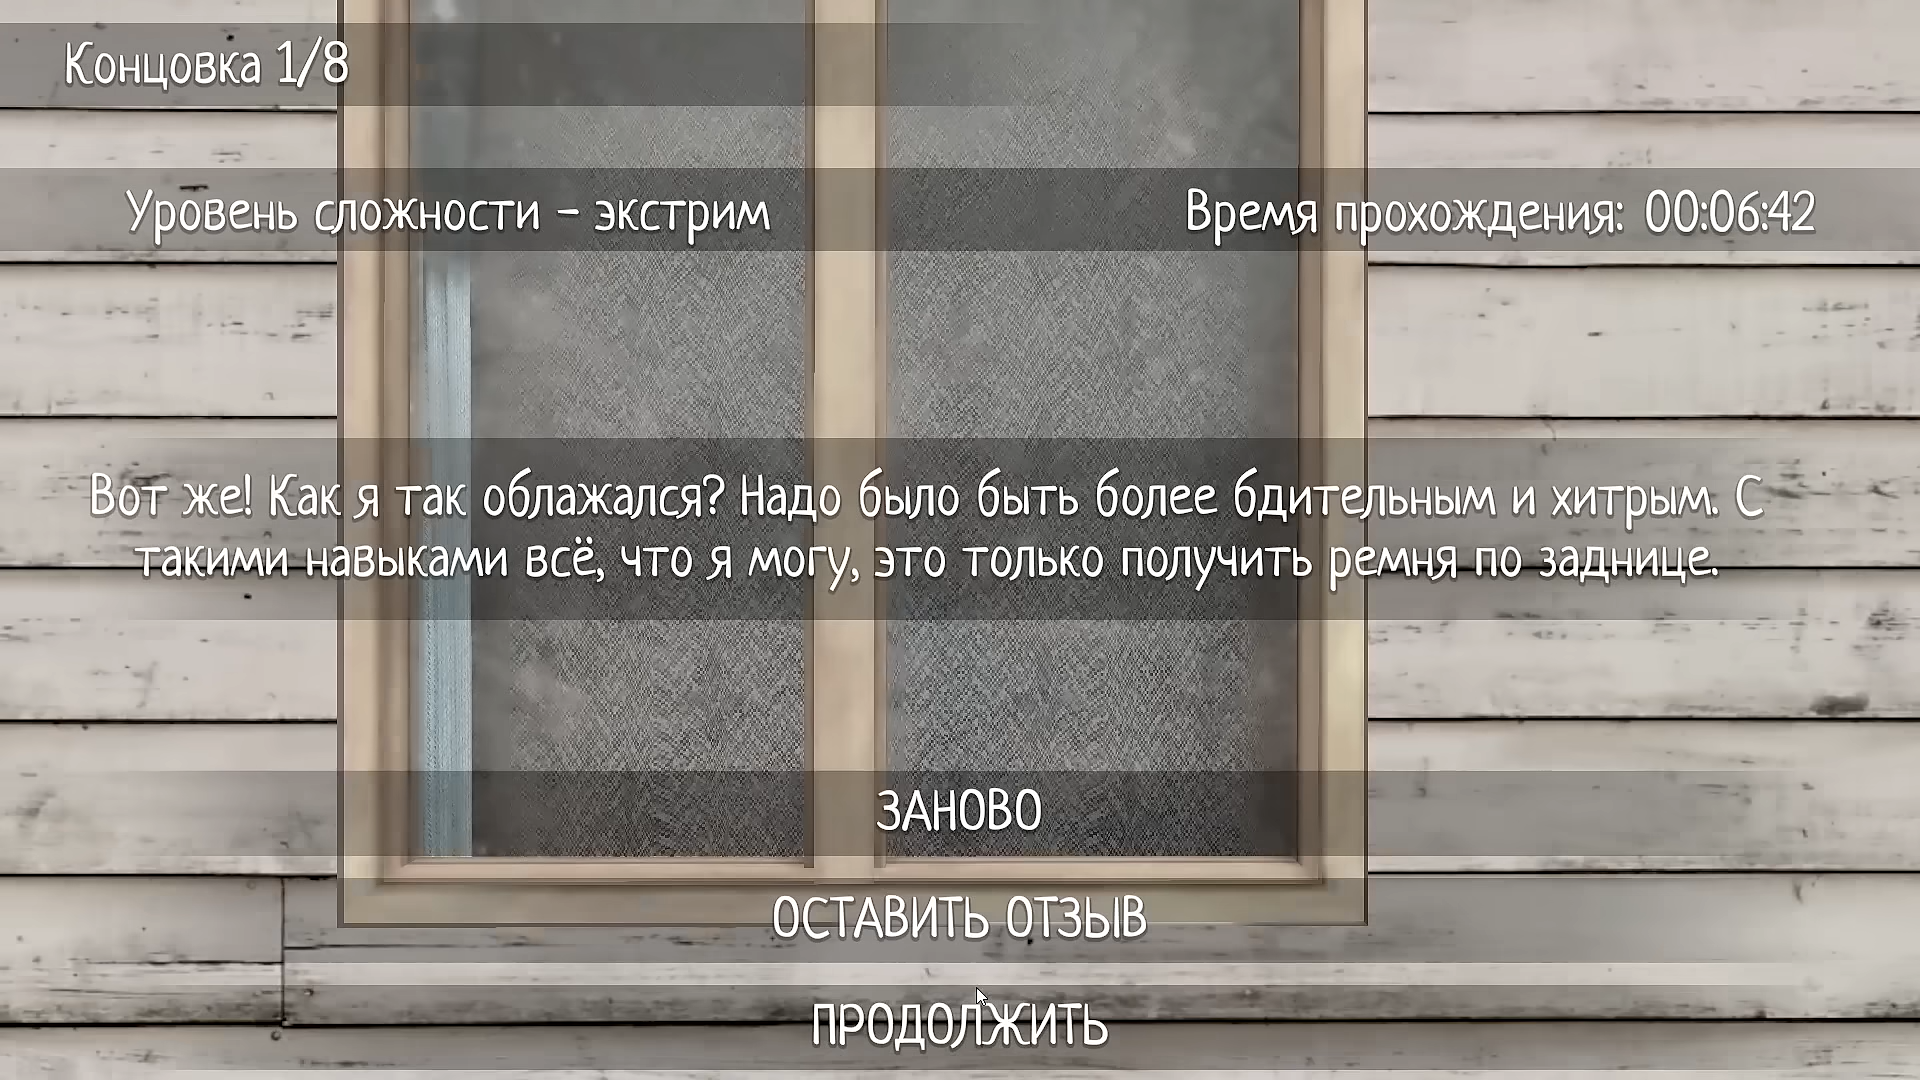 Концовка 1/8
Уровень сложности - экстрим
Время прохождения: 00:06:42
Вот же! Как я так облажался? Надо было быть более бдительным и хитрым. С
такими навыками всё, что я могу, это только получить ремня по заднице.
ЗАНОВО
ОСТАВИТЬ ОТЗЫВ
ПРОДОЛЖИТЬ